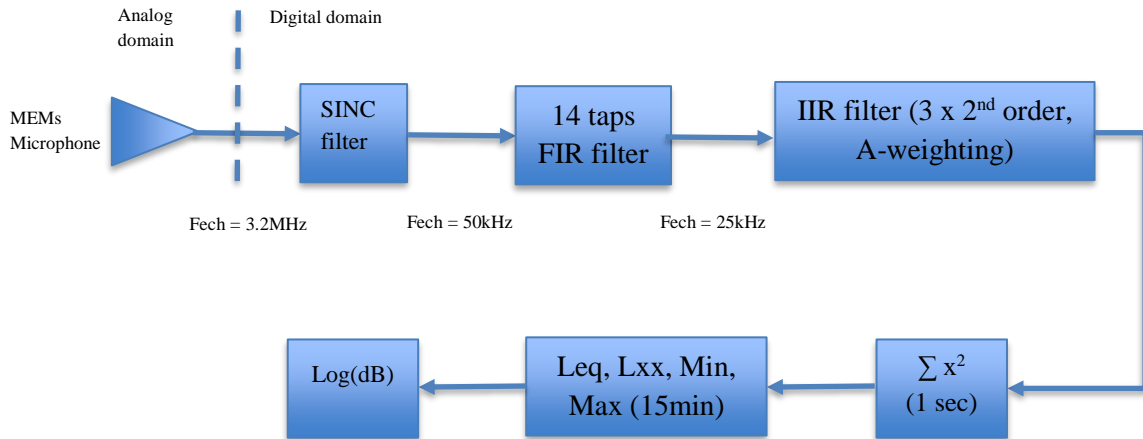 Analog
domain
Digital domain
MEMs
Microphone
SINC
filter
14 taps
FIR filter
IIR filter (3 x 2nd order,
A-weighting)
Fech = 3.2MHz
Fech = 50kHz
Fech = 25kHz
Log(dB)
Leq, Lxx, Min,
Max (15min)
∑ x²
(1 sec)